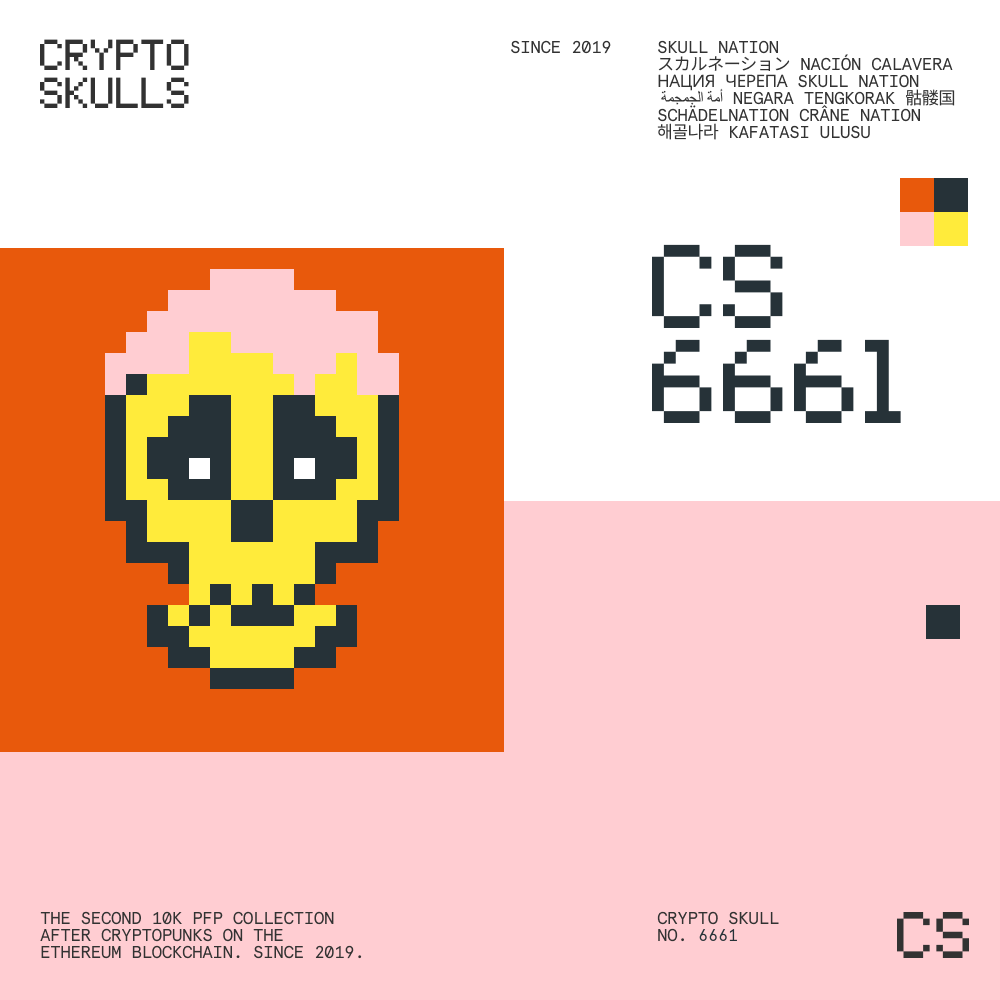 CRYPTO
SKULLS
SINCE 2019
SKULL NATION
スカルネーション NACIÓN CALAVERA
НАЦИЯ ЧЕРЕПА SKULL NATION
أمة الجمجمة NEGARA TENGKORAK 骷髅国
SCHÄDELNATION CRÂNE NATION
해골나라 KAFATASI ULUSU
CS
6661
THE SECOND 10K PFP COLLECTION
AFTER CRYPTOPUNKS ON THE
ETHEREUM BLOCKCHAIN. SINCE 2019.
CRYPTO SKULL
NO. 6661
CS